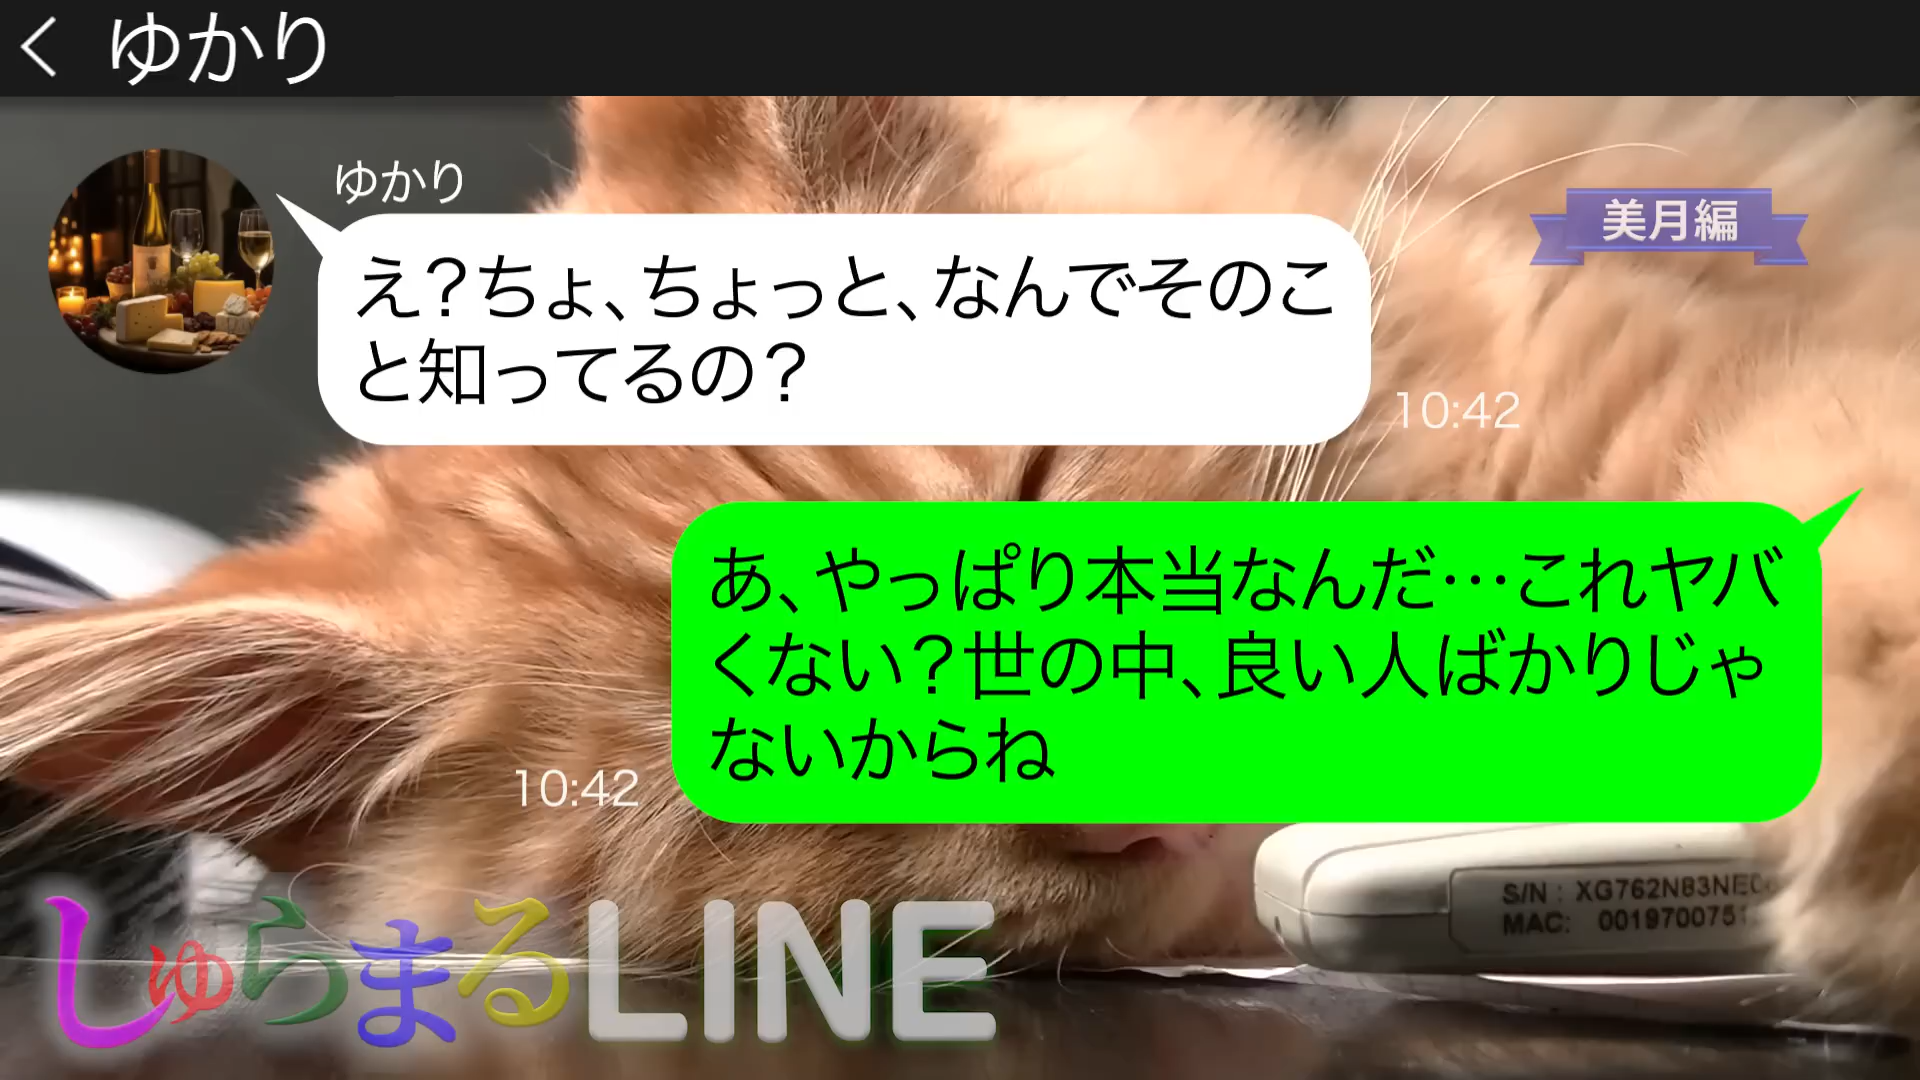 ゆかり
ゆかり
美月編
え?ちょ、ちょっと、なんでそのこ
と知ってるの?
10:42
あ、やっぱり本当なんだ…これヤバ
くない?世の中、良い人ばかりじゃ
ないからね
10:42
S/N : XG762N83NE
MAC: 001970075
しゅらまるLINE